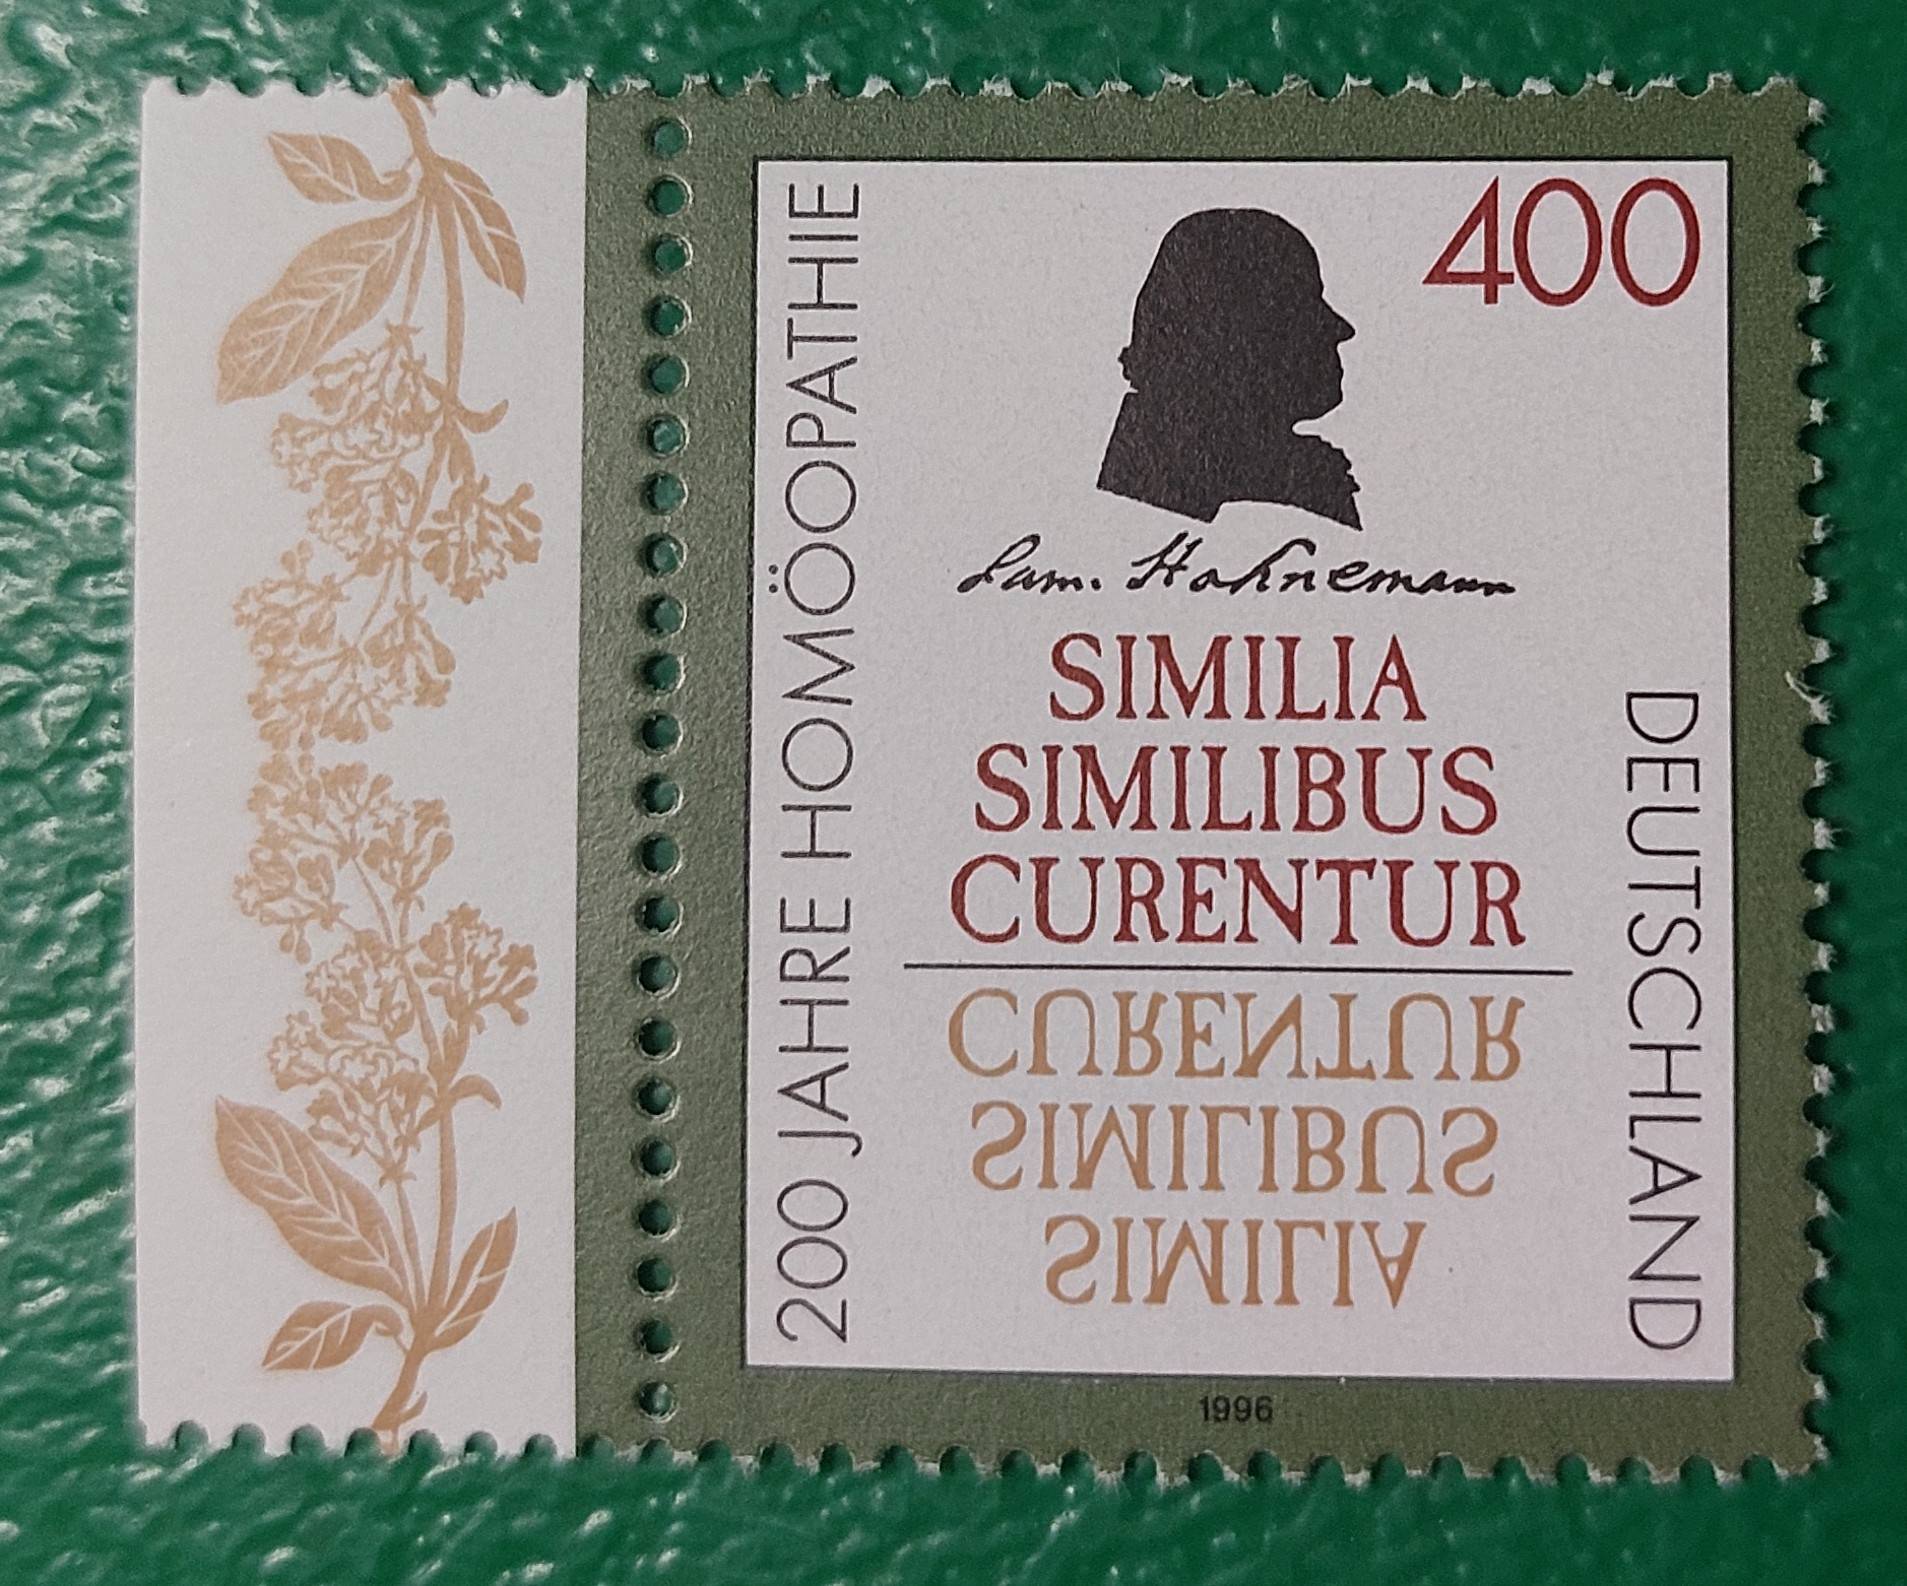 200 JAHRE HOMÖOPATHIE
400
Sam. Hahnemann
SIMILIA
SIMILIBUS
CURENTUR
CURENTUR
SIMILIBUS
SIMILIA
DEUTSCHLAND
1996